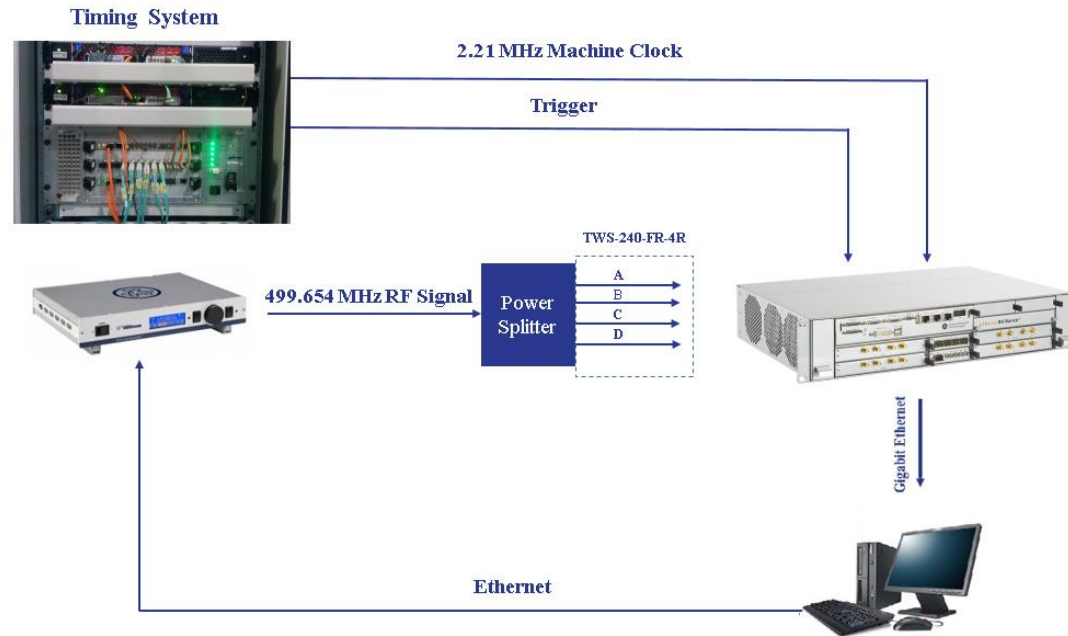 Timing System
2.21 MHz Machine Clock
Trigger
TWS-240-FR-4R
499.654 MHz RF Signal
Power
Splitter
A
B
C
D
Gigabit Ethernet
Ethernet